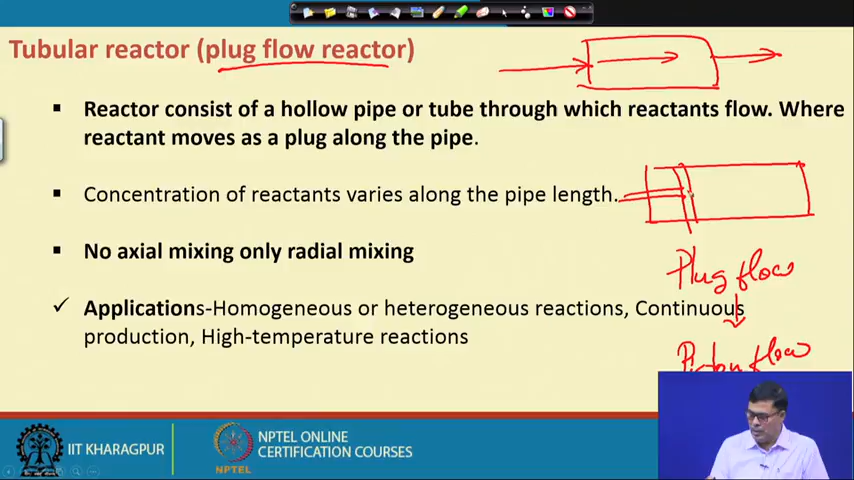 Tubular reactor (plug flow reactor)
▪ Reactor consist of a hollow pipe or tube through which reactants flow. Where
reactant moves as a plug along the pipe.
▪ Concentration of reactants varies along the pipe length.
▪ No axial mixing only radial mixing
Plug flow
✓ Applications-Homogeneous or heterogeneous reactions, Continuous
production, High-temperature reactions
Piston flow
IIT KHARAGPUR
NPTEL
NPTEL ONLINE
CERTIFICATION COURSES